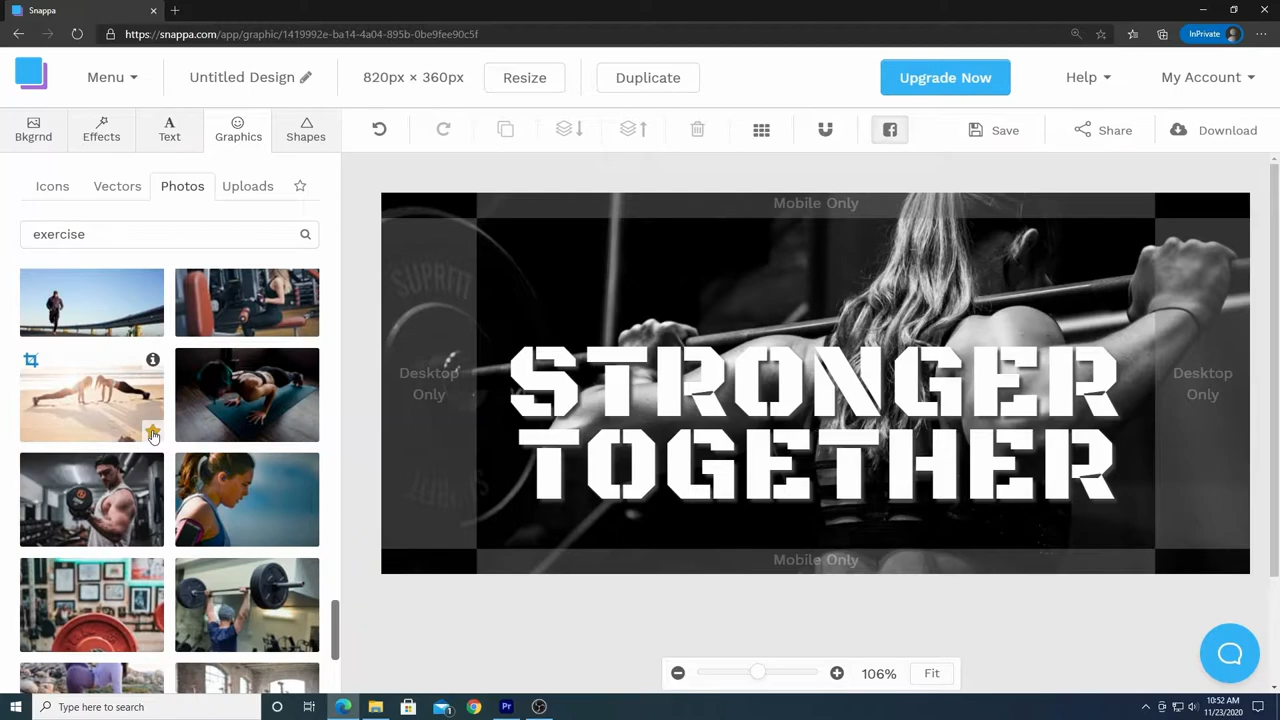 Snappa
https://snappa.com/app/graphic/1419992e-ba14-4a04-895b-0be9fee90c5f
InPrivate
Menu
Untitled Design
820px × 360px
Resize
Duplicate
Upgrade Now
Help
My Account
Bkgrnd
Effects
Text
Graphics
Shapes
Save
Share
Download
Icons
Vectors
Photos
Uploads
exercise
Mobile Only
SUPRFIT
Desktop
Only
Desktop
Only
STRONGER
TOGETHER
Mobile Only
106%
Fit
Type here to search
10:52 AM
11/23/2020